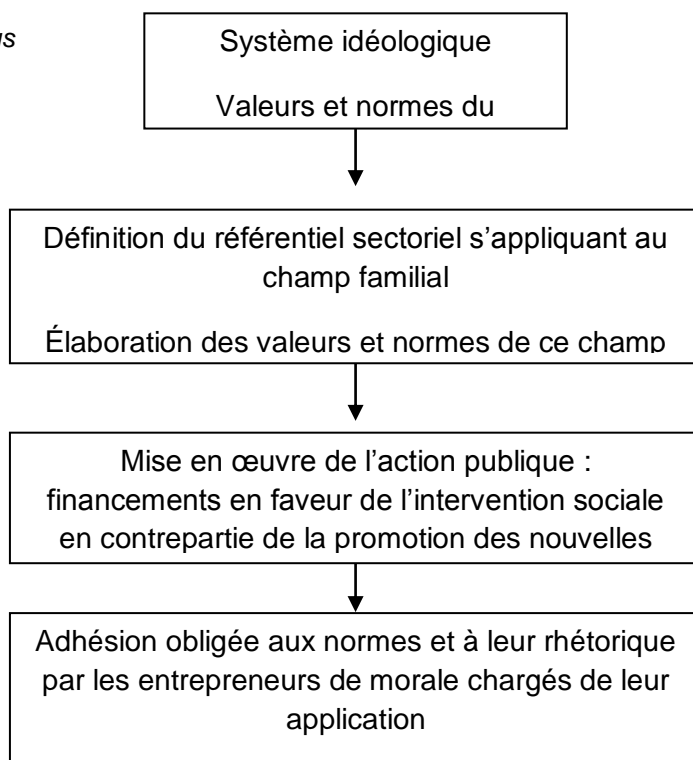 Système idéologique
Valeurs et normes du
Définition du référentiel sectoriel s’appliquant au
champ familial
Élaboration des valeurs et normes de ce champ
Mise en œuvre de l’action publique :
financements en faveur de l’intervention sociale
en contrepartie de la promotion des nouvelles
Adhésion obligée aux normes et à leur rhétorique
par les entrepreneurs de morale chargés de leur
application